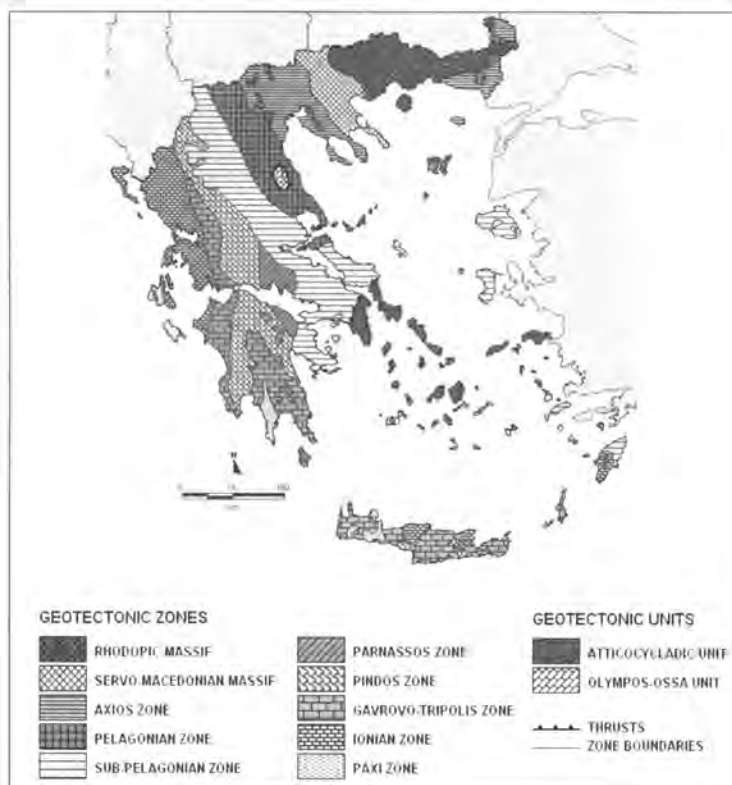 N
GEOTECTONIC ZONES
RHODOPIC MASSIF
SERVO-MACEDONIAN MASSIF
AXIOS ZONE
PELAGONIAN ZONE
SUB-PELAGONIAN ZONE
PARNASSOS ZONE
PINDOS ZONE
GAVROVO-TRIPOLIS ZONE
IONIAN ZONE
PAXI ZONE
GEOTECTONIC UNITS
ATTICOCYCLADIC UNIT
OLYMPOS-OSSA UNIT
THRUSTS
ZONE BOUNDARIES